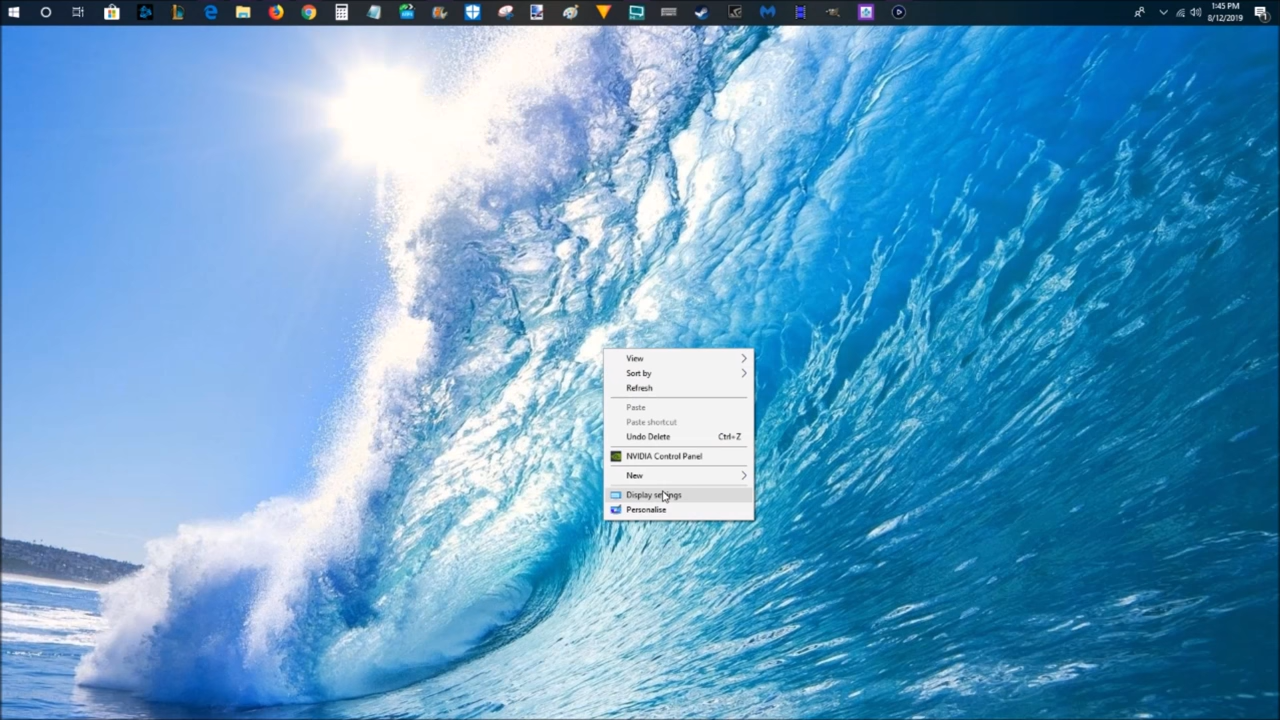 1:45 PM
8/12/2019
View
Sort by
Refresh
Paste
Paste shortcut
Undo Delete Ctrl+Z
NVIDIA Control Panel
New
Display settings
Personalise